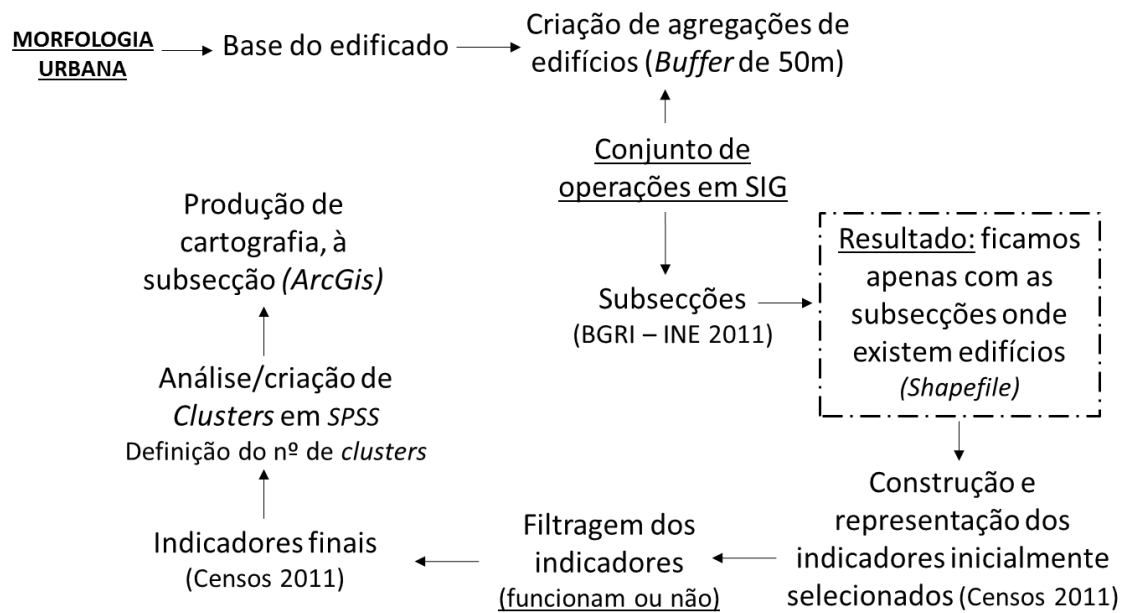 MORFOLOGIA
URBANA
Base do edificado
Criação de agregações de
edifícios (Buffer de 50m)
Conjunto de
operações em SIG
Subsecções
(BGRI – INE 2011)
Resultado: ficamos
apenas com as
subsecções onde
existem edifícios
(Shapefile)
Construção e
representação dos
indicadores inicialmente
selecionados (Censos 2011)
Filtragem dos
indicadores
(funcionam ou não)
Indicadores finais
(Censos 2011)
Análise/criação de
Clusters em SPSS
Definição do nº de clusters
Produção de
cartografia, à
subsecção (ArcGis)